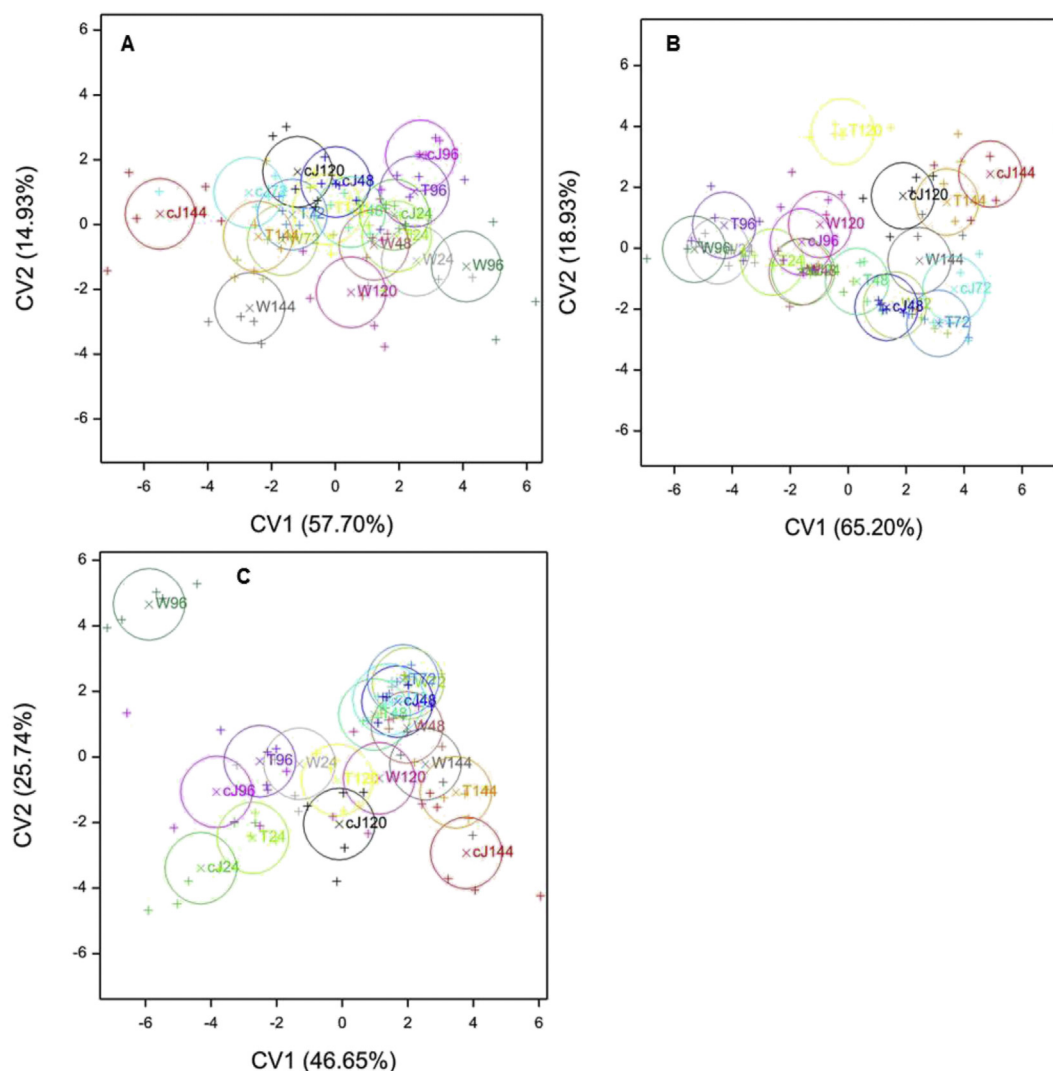 A
6
4
2
0
-2
-4
-6
CV2 (14.93%)
cJ96
cJ120
cJ48
T96
T72
cJ24
cJ144
T144
W48
W24
W96
W120
W144
-6 -4 -2 0 2 4 6
CV1 (57.70%)
B
6
4
2
0
-2
-4
-6
CV2 (18.93%)
T120
cJ144
cJ120
T144
T96
W120
W96
cJ96
W144
T48
cJ72
cJ48
T72
-6 -4 -2 0 2 4 6
CV1 (65.20%)
C
6
4
2
0
-2
-4
-6
CV2 (25.74%)
W96
T72
cJ48
W48
T96
W24
W144
T120
W120
cJ96
T144
cJ120
T24
cJ144
cJ24
-6 -4 -2 0 2 4 6
CV1 (46.65%)